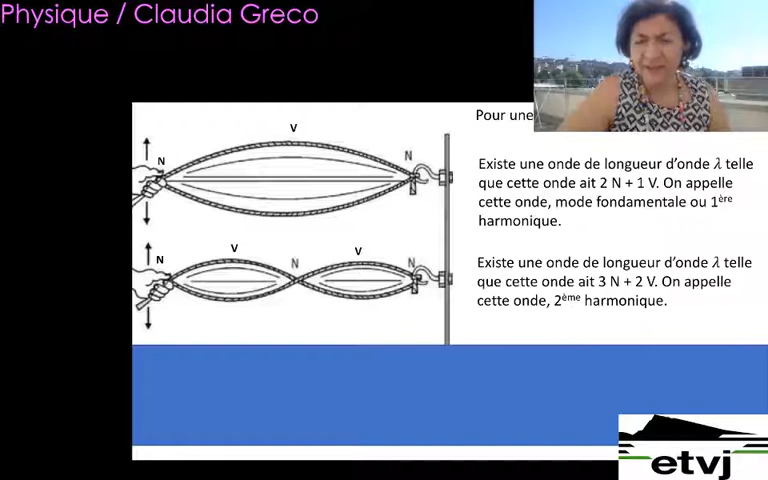 Physique / Claudia Greco
Pour une
V
N
N
Existe une onde de longueur d'onde λ telle
que cette onde ait 2 N + 1 V. On appelle
cette onde, mode fondamentale ou 1ère
harmonique.
V
V
N
N
N
Existe une onde de longueur d'onde λ telle
que cette onde ait 3 N + 2 V. On appelle
cette onde, 2ème harmonique.
etvj